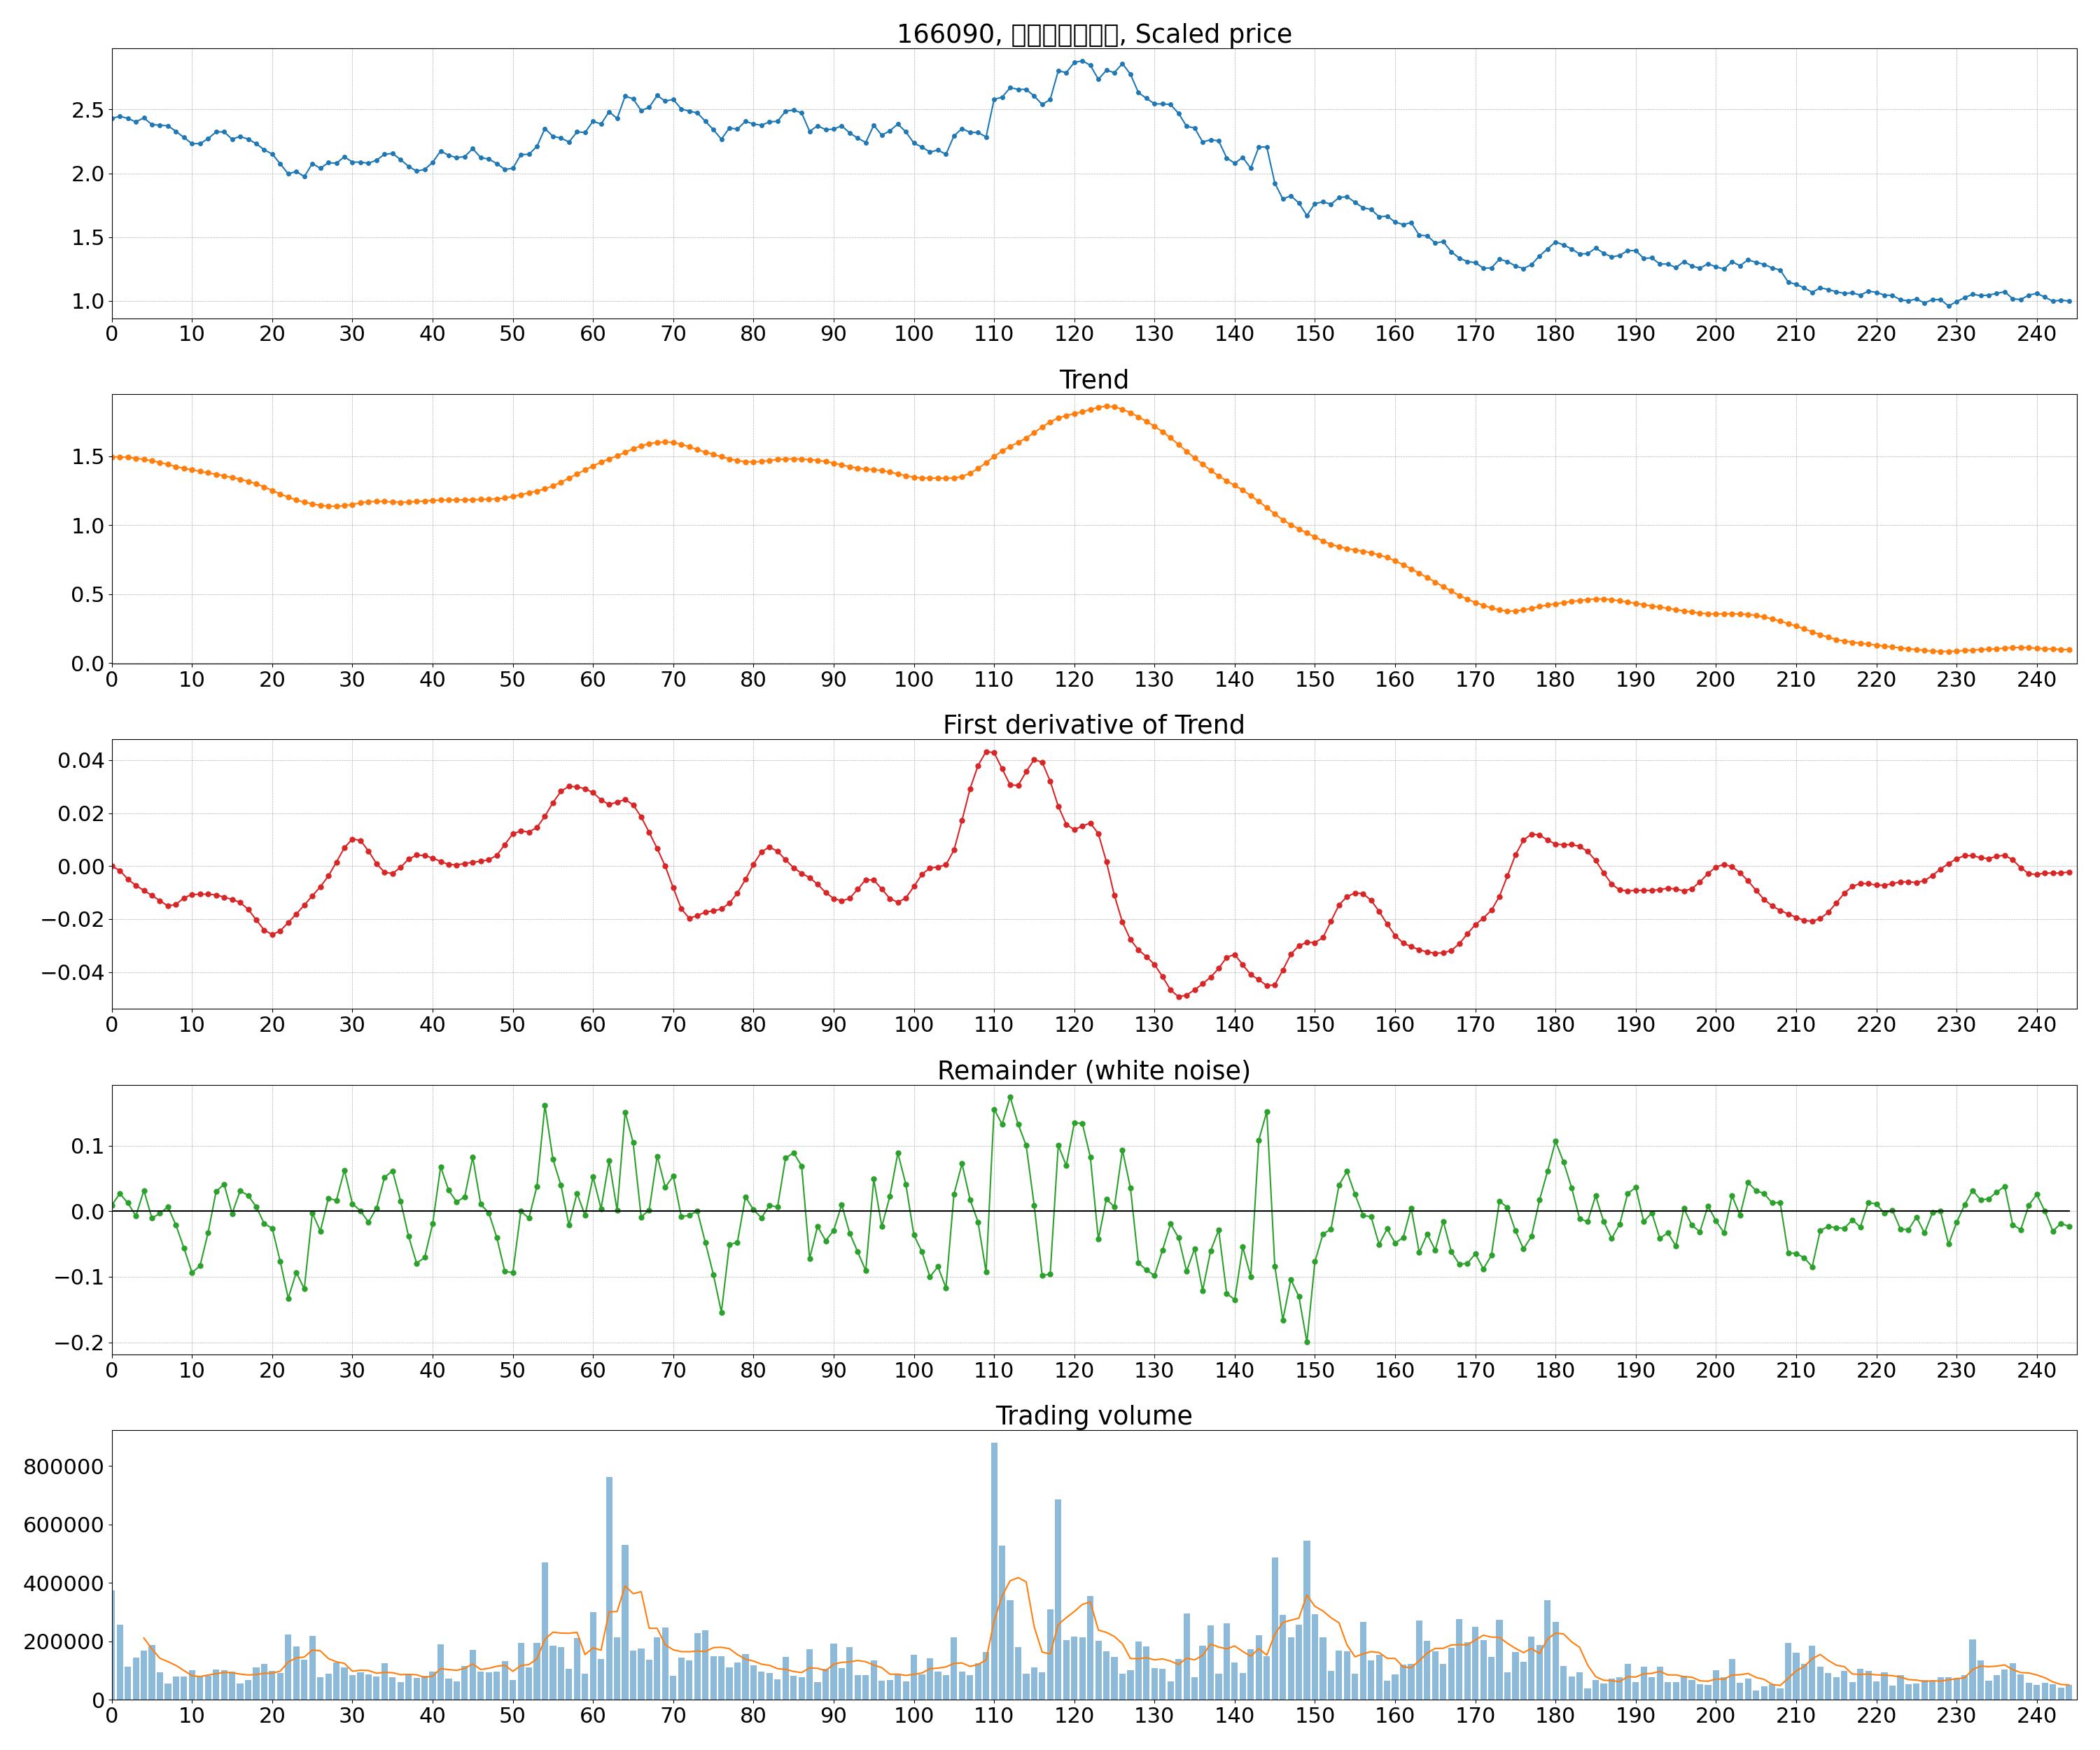 166090, □□□□□□□, Scaled price
2.5
2.0
1.5
1.0
0 10 20 30 40 50 60 70 80 90 100 110 120 130 140 150 160 170 180 190 200 210 220 230 240
Trend
1.5
1.0
0.5
0.0
0 10 20 30 40 50 60 70 80 90 100 110 120 130 140 150 160 170 180 190 200 210 220 230 240
First derivative of Trend
0.04
0.02
0.00
−0.02
−0.04
0 10 20 30 40 50 60 70 80 90 100 110 120 130 140 150 160 170 180 190 200 210 220 230 240
Remainder (white noise)
0.1
0.0
−0.1
−0.2
0 10 20 30 40 50 60 70 80 90 100 110 120 130 140 150 160 170 180 190 200 210 220 230 240
Trading volume
800000
600000
400000
200000
0
0 10 20 30 40 50 60 70 80 90 100 110 120 130 140 150 160 170 180 190 200 210 220 230 240